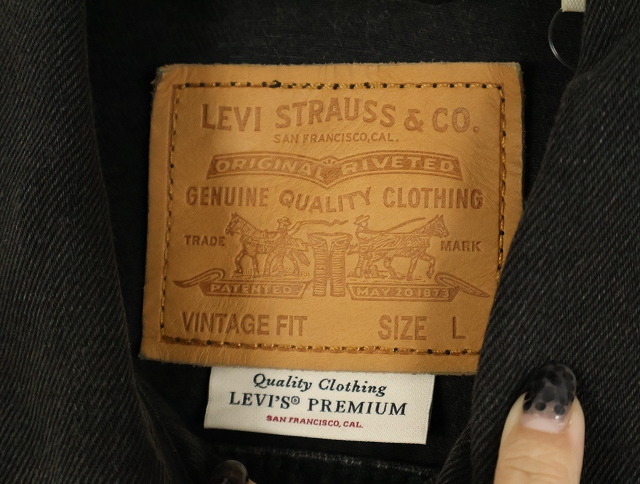 LEVI STRAUSS & CO.
SAN FRANCISCO, CAL.
ORIGINAL RIVETED
GENUINE QUALITY CLOTHING
TRADE MARK
PATENTED MAY 20 1873
VINTAGE FIT SIZE L
Quality Clothing
LEVI'S® PREMIUM
SAN FRANCISCO, CAL.